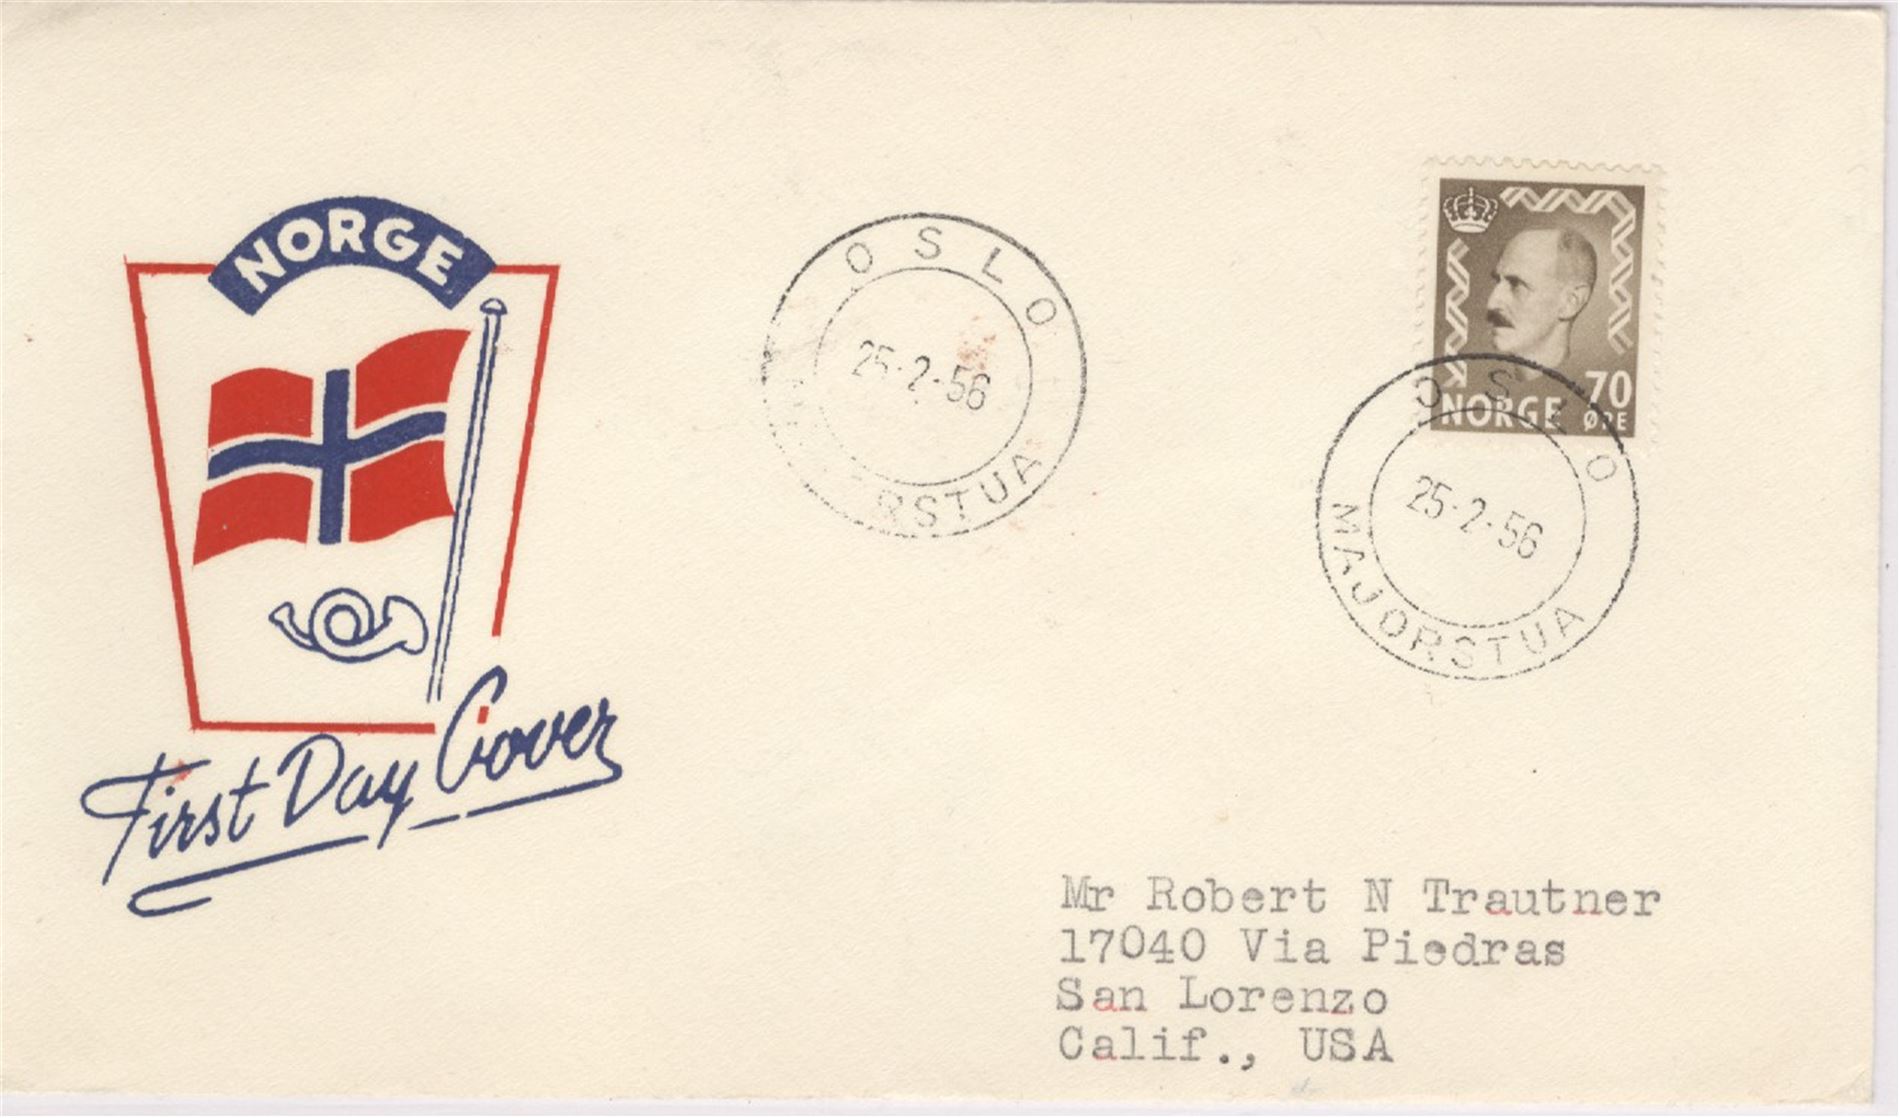 NORGE
First Day Cover
OSLO
25-2-56
RSTUA
70
NORGE ØRE
OSLO
25-2-56
MAJORSTUA
Mr Robert N Trautner
17040 Via Piedras
San Lorenzo
Calif., USA